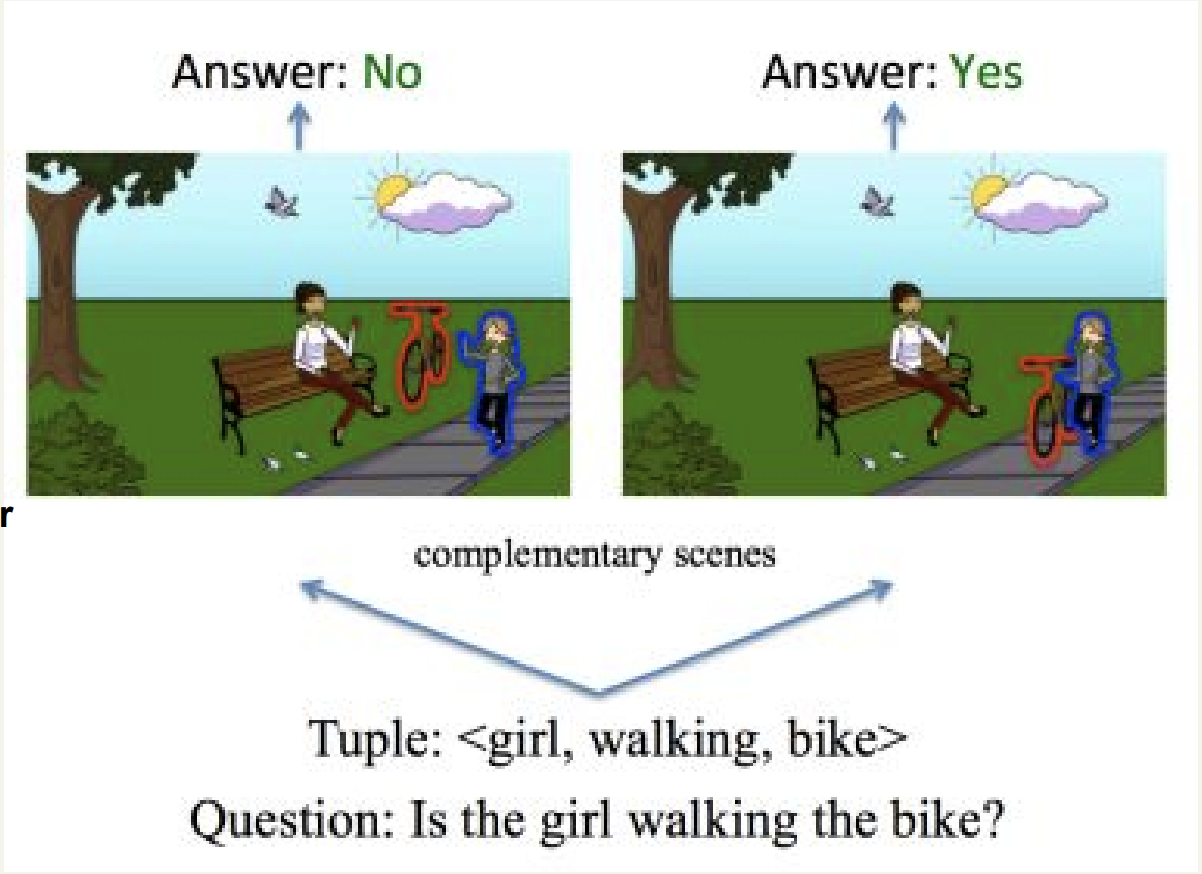 Answer: No
Answer: Yes
r
complementary scenes
Tuple: <girl, walking, bike>
Question: Is the girl walking the bike?